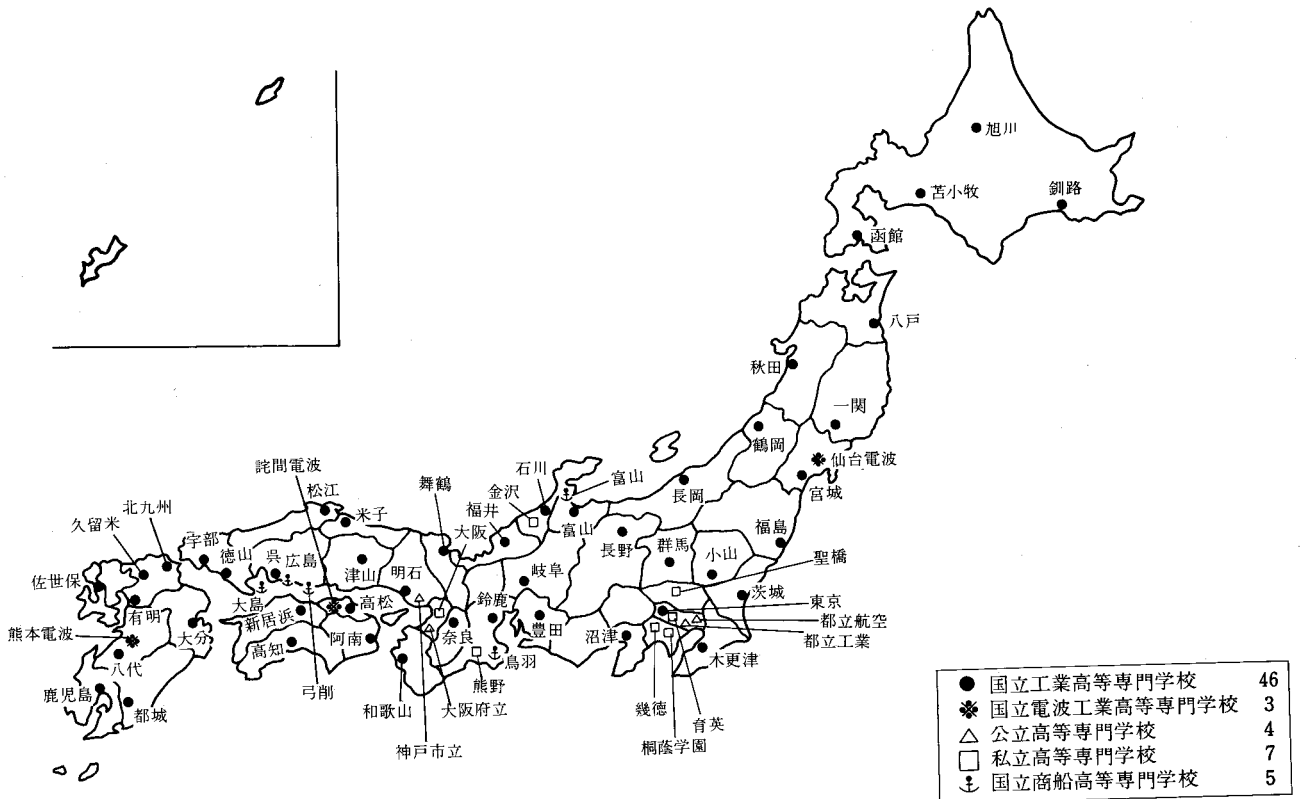 旭川
苫小牧
釧路
函館
八戸
秋田
一関
鶴岡
仙台電波
宮城
詫間電波
石川
富山
舞鶴
金沢
長岡
松江
福井
北九州
米子
大阪
富山
福島
久留米
長野
群馬
小山
宇部
徳山
呉
広島
聖橋
津山
明石
岐阜
佐世保
茨城
大島
高松
鈴鹿
東京
有明
新居浜
都立航空
熊本電波
大分
阿南
奈良
豊田
沼津
都立工業
高知
八代
鳥羽
木更津
弓削
熊野
鹿児島
都城
和歌山
大阪府立
幾徳
育英
桐蔭学園
神戸市立
国立工業高等専門学校 46
国立電波工業高等専門学校 3
公立高等専門学校 4
私立高等専門学校 7
国立商船高等専門学校 5